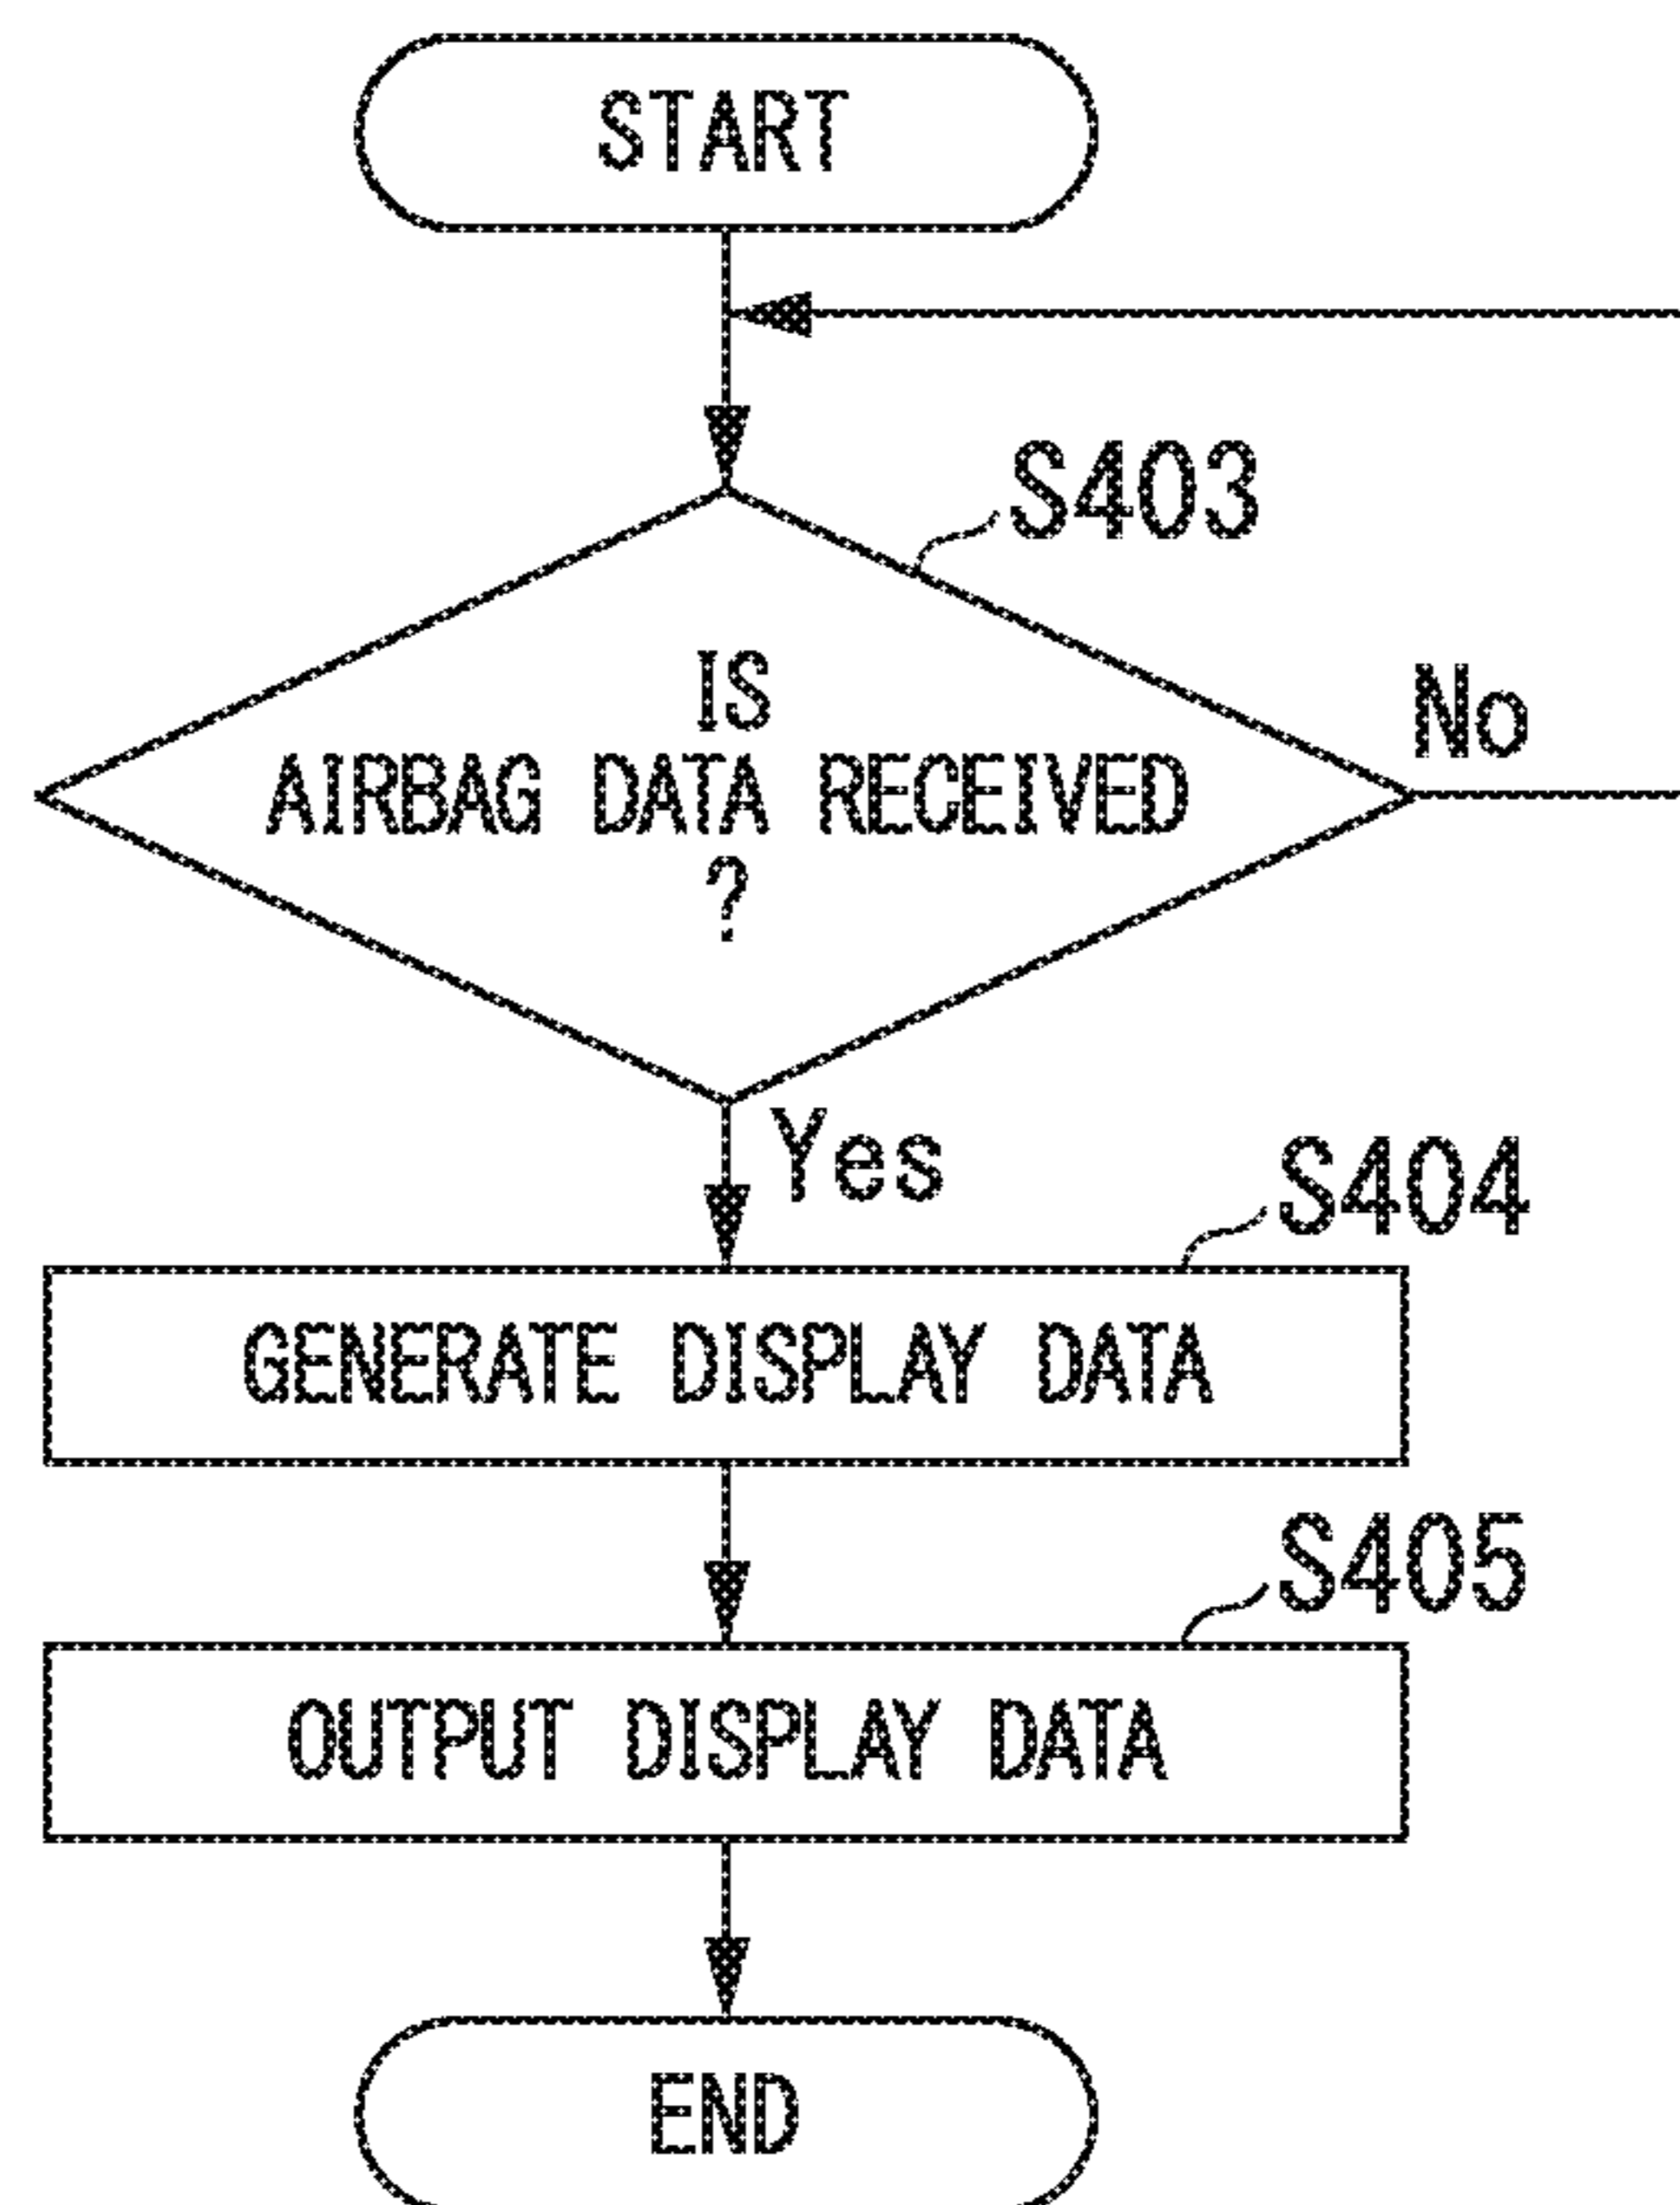 START
S403
IS
AIRBAG DATA RECEIVED
?
No
Yes
S404
GENERATE DISPLAY DATA
S405
OUTPUT DISPLAY DATA
END